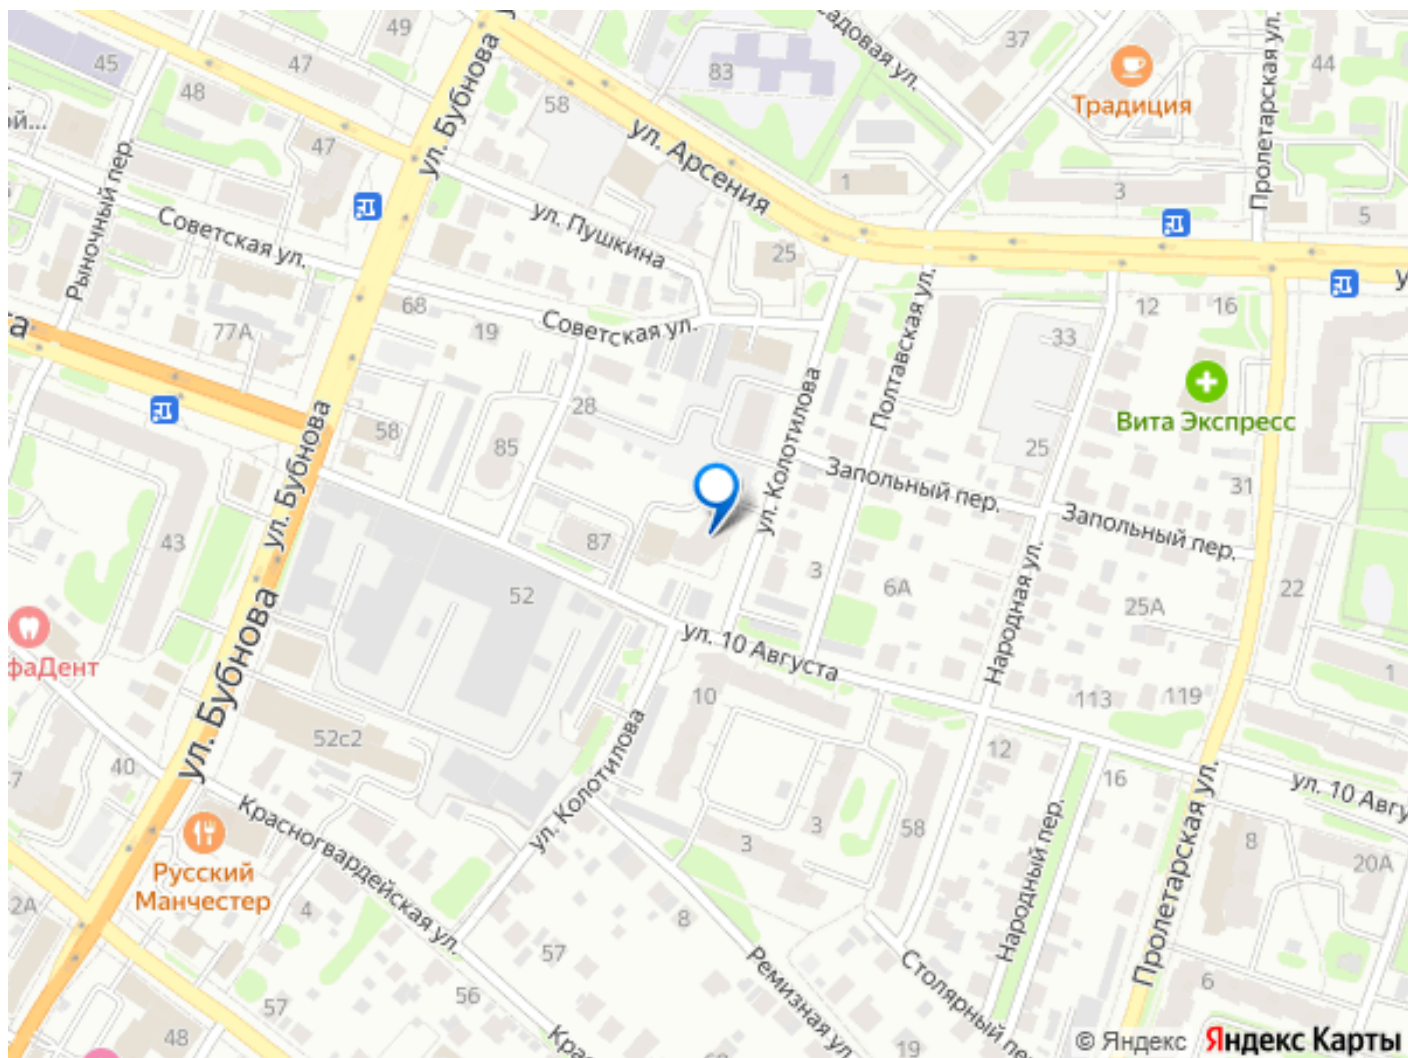 49
ул. Бубнова
47
45
48
ой...
47
58
83
ул. Арсения
садовая ул.
37
Традиция
Пролетарская ул.
44
1
3
5
Рыночный пер.
Советская ул.
ул. Пушкина
25
68
19
77А
Советская ул.
Полтавская ул.
12
16
33
Вита Экспресс
та
58
28
85
ул. Колотилова
25
Запольный пер.
31
Запольный пер.
ул. Бубнова
43
87
52
3
6А
Народная ул.
25А
22
ул. 10 Августа
фаДент
ул. Бубнова
10
113
119
1
52с2
12
16
40
ул. Колотилова
ул. 10 Авгу
Красногвардейская ул.
Русский
Манчестер
3
3
58
Народный пер.
Пролетарская ул.
8
20А
2А
4
8
57
56
57
48
Ремизная ул.
Столярный пер.
6
19
Кра
© Яндекс Яндекс Карты